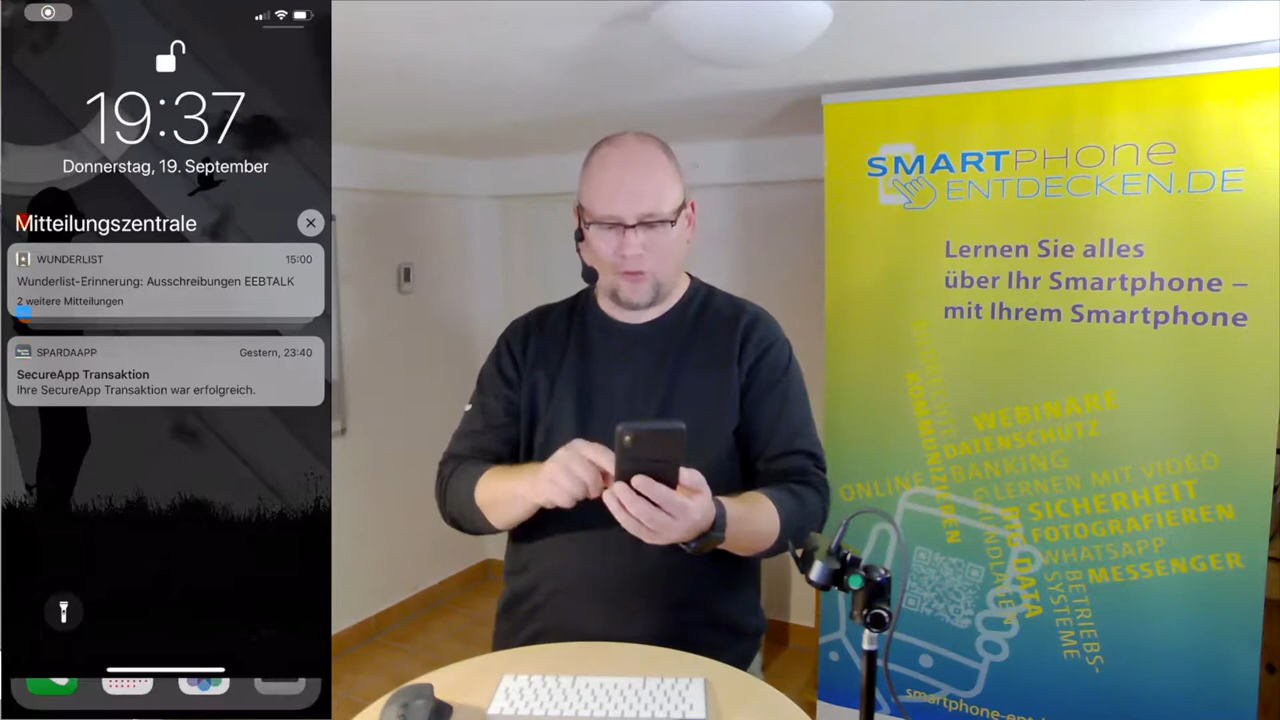 19:37
Donnerstag, 19. September
Mitteilungszentrale
WUNDERLIST 15:00
Wunderlist-Erinnerung: Ausschreibungen EEBTALK
2 weitere Mitteilungen
SPARDAAPP Gestern, 23:40
SecureApp Transaktion
Ihre SecureApp Transaktion war erfolgreich.
SMARTPHONE
ENTDECKEN.DE
Lernen Sie alles
über Ihr Smartphone –
mit Ihrem Smartphone
KOMMUNIZIEREN
WEBINARE
DATENSCHUTZ
ONLINE BANKING
LERNEN MIT VIDEO
SICHERHEIT
FOTOGRAFIEREN
BIG DATA
WHATSAPP
MESSENGER
BETRIEBS-
SYSTEME